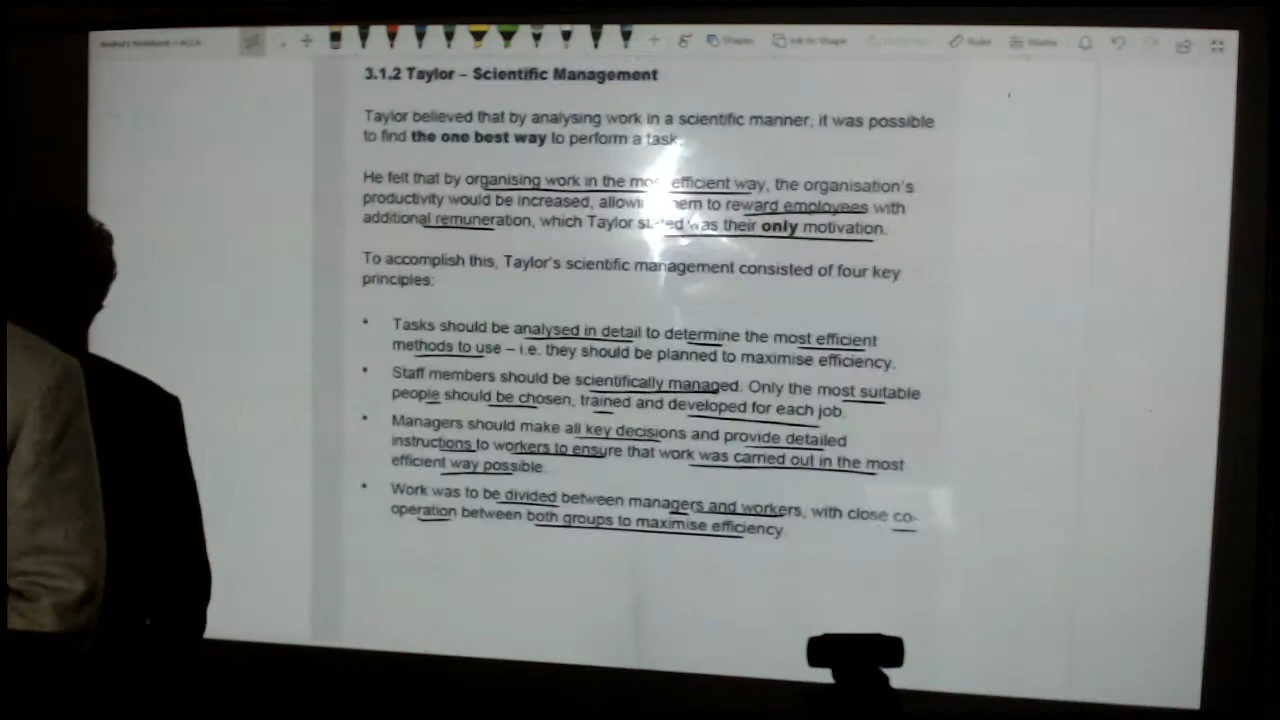 3.1.2 Taylor – Scientific Management
Taylor believed that by analysing work in a scientific manner, it was possible
to find the one best way to perform a task.
He felt that by organising work in the most efficient way, the organisation's
productivity would be increased, allowing them to reward employees with
additional remuneration, which Taylor stated was their only motivation.
To accomplish this, Taylor's scientific management consisted of four key
principles:
• Tasks should be analysed in detail to determine the most efficient
methods to use – i.e. they should be planned to maximise efficiency.
• Staff members should be scientifically managed. Only the most suitable
people should be chosen, trained and developed for each job.
• Managers should make all key decisions and provide detailed
instructions to workers to ensure that work was carried out in the most
efficient way possible.
• Work was to be divided between managers and workers, with close co-
operation between both groups to maximise efficiency.